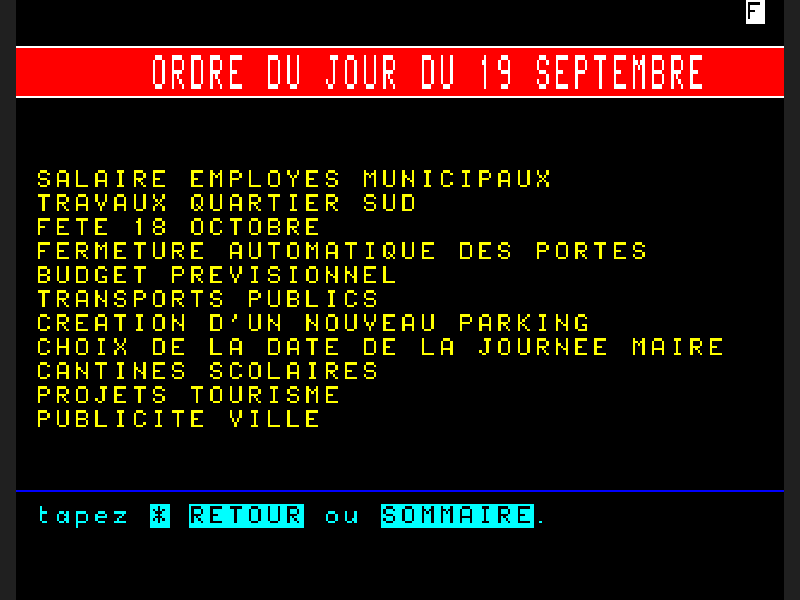 F
ORDRE DU JOUR DU 19 SEPTEMBRE
SALAIRE EMPLOYES MUNICIPAUX
TRAVAUX QUARTIER SUD
FETE 18 OCTOBRE
FERMETURE AUTOMATIQUE DES PORTES
BUDGET PREVISIONNEL
TRANSPORTS PUBLICS
CREATION D'UN NOUVEAU PARKING
CHOIX DE LA DATE DE LA JOURNEE MAIRE
CANTINES SCOLAIRES
PROJETS TOURISME
PUBLICITE VILLE
tapez * RETOUR ou SOMMAIRE.